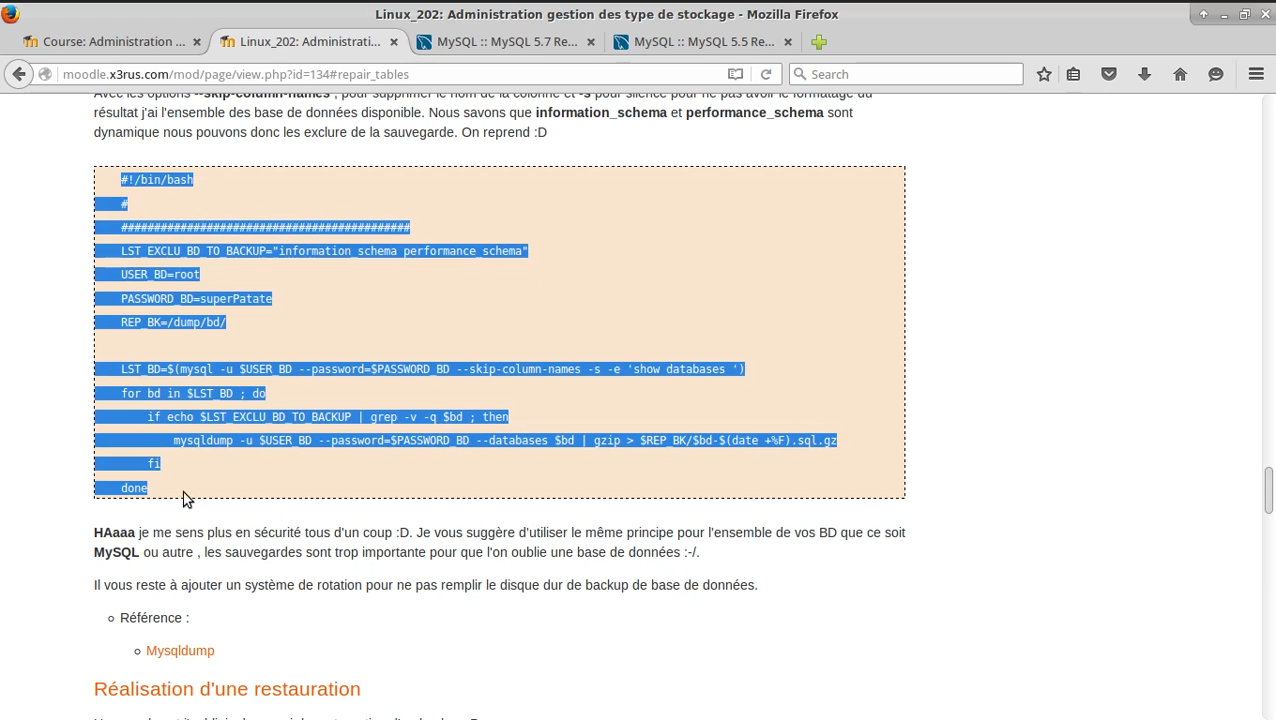 Linux_202: Administration gestion des type de stockage - Mozilla Firefox
Course: Administration ...
Linux_202: Administrati...
MySQL :: MySQL 5.7 Re...
MySQL :: MySQL 5.5 Re...
moodle.x3rus.com/mod/page/view.php?id=134#repair_tables
Search
Avec les options --skip-column-names , pour supprimer le nom de la colonne et -s pour silence pour ne pas avoir le formatage du
résultat j'ai l'ensemble des base de données disponible. Nous savons que information_schema et performance_schema sont
dynamique nous pouvons donc les exclure de la sauvegarde. On reprend :D
#!/bin/bash
#
############################################
LST_EXCLU_BD_TO_BACKUP="information_schema performance_schema"
USER_BD=root
PASSWORD_BD=superPatate
REP_BK=/dump/bd/
LST_BD=$(mysql -u $USER_BD --password=$PASSWORD_BD --skip-column-names -s -e 'show databases ')
for bd in $LST_BD ; do
if echo $LST_EXCLU_BD_TO_BACKUP | grep -v -q $bd ; then
mysqldump -u $USER_BD --password=$PASSWORD_BD --databases $bd | gzip > $REP_BK/$bd-$(date +%F).sql.gz
fi
done
HAaaa je me sens plus en sécurité tous d'un coup :D. Je vous suggère d'utiliser le même principe pour l'ensemble de vos BD que ce soit
MySQL ou autre , les sauvegardes sont trop importante pour que l'on oublie une base de données :-/.
Il vous reste à ajouter un système de rotation pour ne pas remplir le disque dur de backup de base de données.
Référence :
Mysqldump
Réalisation d'une restauration